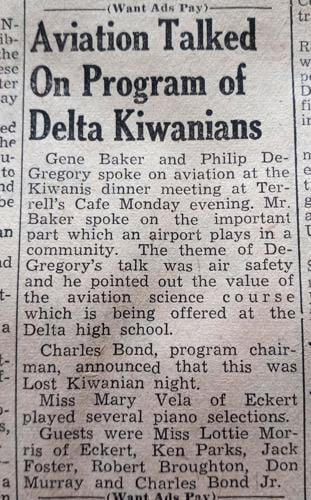 (Want Ads Pay)
Aviation Talked
On Program of
Delta Kiwanians
Gene Baker and Philip De-
Gregory spoke on aviation at the
Kiwanis dinner meeting at Ter-
rell's Cafe Monday evening. Mr.
Baker spoke on the important
part which an airport plays in a
community. The theme of De-
Gregory's talk was air safety
and he pointed out the value of
the aviation science course
which is being offered at the
Delta high school.
Charles Bond, program chair-
man, announced that this was
Lost Kiwanian night.
Miss Mary Vela of Eckert
played several piano selections.
Guests were Miss Lottie Mor-
ris of Eckert, Ken Parks, Jack
Foster, Robert Broughton, Don
Murray and Charles Bond Jr.
(Want Ads Pay)